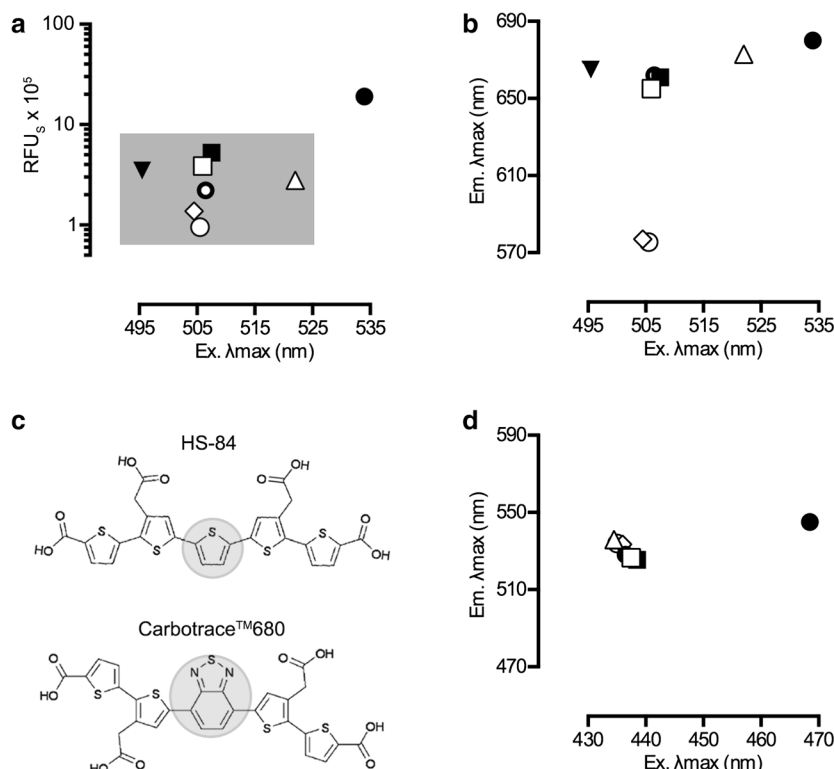 a
100
10
1
RFUS x 10⁵
495 505 515 525 535
Ex. λmax (nm)
b
690
650
610
570
Em. λmax (nm)
495 505 515 525 535
Ex. λmax (nm)
c
HS-84
HO
O
O
OH
O
HO
S
S
S
S
S
O
OH
Carbotrace™680
O
HO
S
S
N
S
N
O
OH
S
S
O
OH
HO
O
d
590
550
510
470
Em. λmax (nm)
430 440 450 460 470
Ex. λmax (nm)